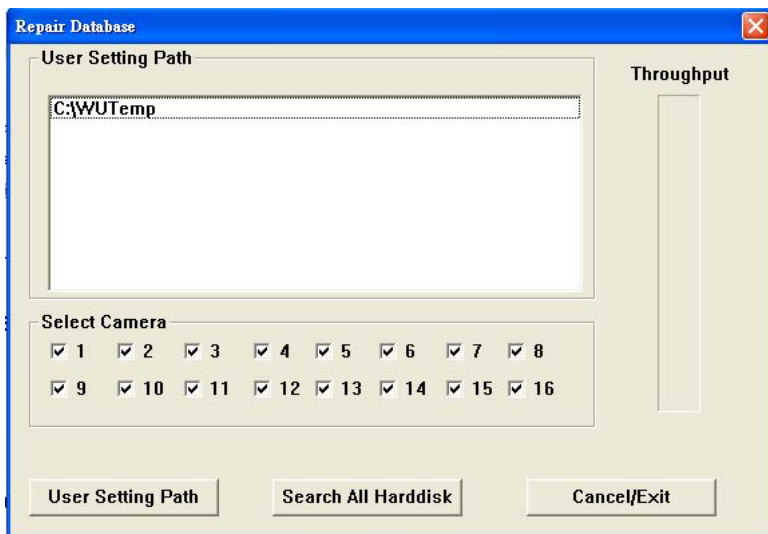 Repair Database
User Setting Path
Throughput
C:\WUTemp
Select Camera
1 2 3 4 5 6 7 8
9 10 11 12 13 14 15 16
User Setting Path Search All Harddisk Cancel/Exit